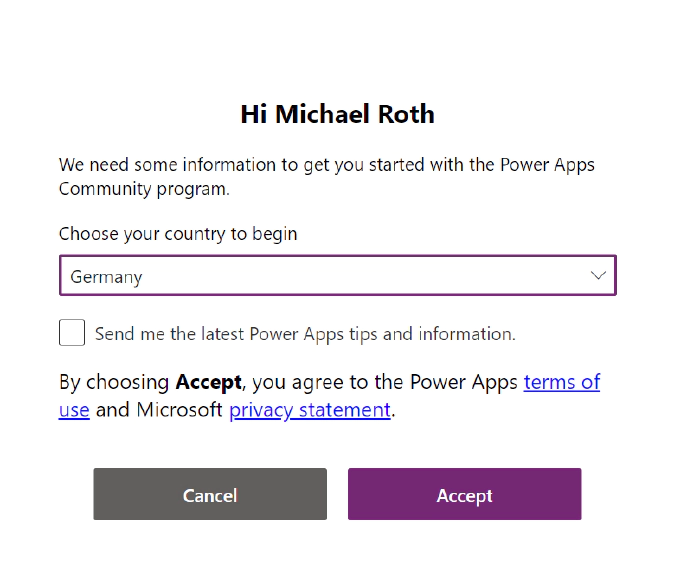 Hi Michael Roth
We need some information to get you started with the Power Apps
Community program.
Choose your country to begin
Germany
Send me the latest Power Apps tips and information.
By choosing Accept, you agree to the Power Apps terms of
use and Microsoft privacy statement.
Cancel
Accept